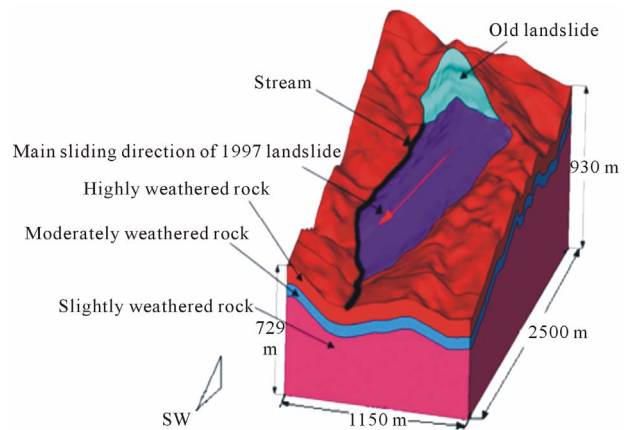 Old landslide
Stream
Main sliding direction of 1997 landslide
930 m
Highly weathered rock
Moderately weathered rock
Slightly weathered rock
729
m
2500 m
SW
1150 m